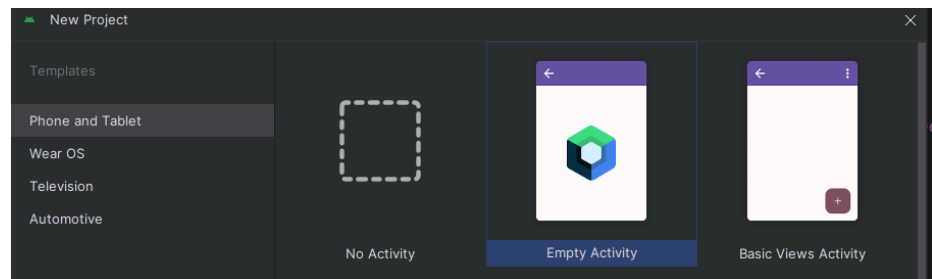 New Project
Templates
Phone and Tablet
Wear OS
Television
Automotive
No Activity
Empty Activity
Basic Views Activity